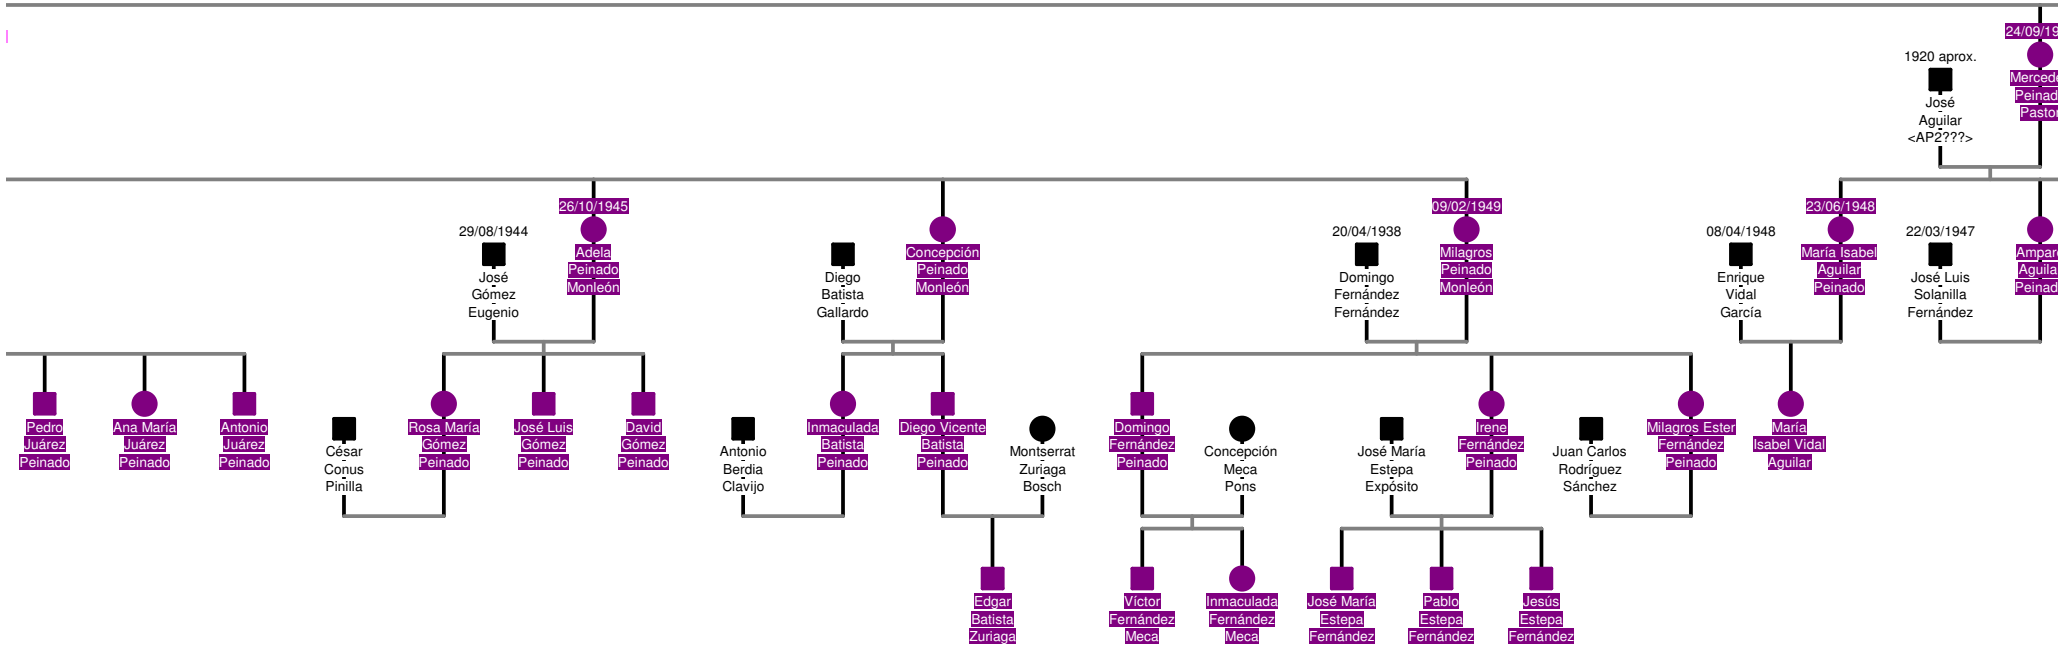 24/09/19
1920 aprox.
José
Aguilar
<AP2???>
Pastor
26/10/1945
Adela
Peinado
Monleón
29/08/1944
José
Gómez
Eugenio
Concepción
Peinado
Monleón
Diego
Batista
Gallardo
09/02/1949
Milagros
Peinado
Monleón
20/04/1938
Domingo
Fernández
Fernández
23/06/1948
María Isabel
Aguilar
Peinado
08/04/1948
Enrique
Vidal
García
22/03/1947
José Luis
Solanilla
Fernández
Pedro
Juárez
Peinado
Ana María
Juárez
Peinado
Antonio
Juárez
Peinado
César
Conus
Pinilla
Rosa María
Gómez
Peinado
José Luis
Gómez
Peinado
David
Gómez
Peinado
Antonio
Berdia
Clavijo
Inmaculada
Batista
Peinado
Diego Vicente
Batista
Peinado
Montserrat
Zuriaga
Bosch
Domingo
Fernández
Peinado
Concepción
Meca
Pons
José María
Estepa
Expósito
Irene
Fernández
Peinado
Juan Carlos
Rodríguez
Sánchez
Milagros Ester
Fernández
Peinado
María
Isabel Vidal
Aguilar
Edgar
Batista
Zuriaga
Víctor
Fernández
Meca
Inmaculada
Fernández
Meca
José María
Estepa
Fernández
Pablo
Estepa
Fernández
Jesús
Estepa
Fernández